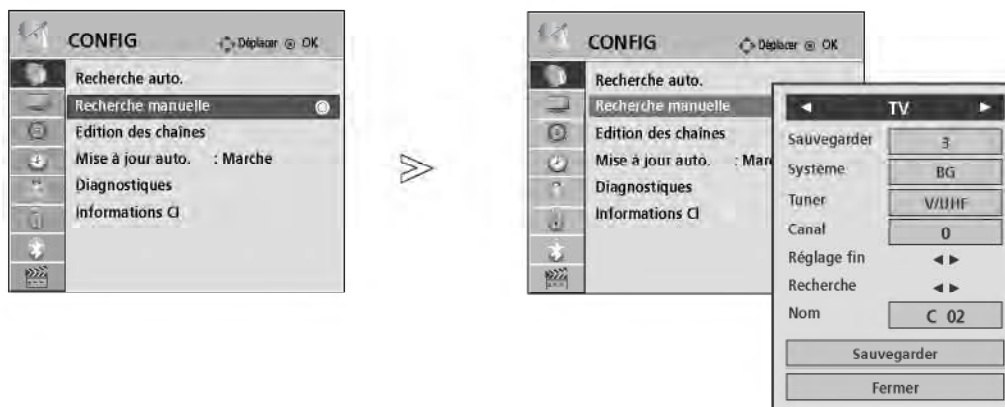 CONFIG Déplacer OK
Recherche auto.
Recherche manuelle
Edition des chaînes
Mise à jour auto. : Marche
Diagnostiques
Informations CI
CONFIG Déplacer OK
Recherche auto.
Recherche manuelle
Edition des chaînes
Mise à jour auto. : Mar
Diagnostiques
Informations CI
◄ TV ►
Sauvegarder 3
Système BG
Tuner V/UHF
Canal 0
Réglage fin ◄ ►
Recherche ◄ ►
Nom C 02
Sauvegarder
Fermer